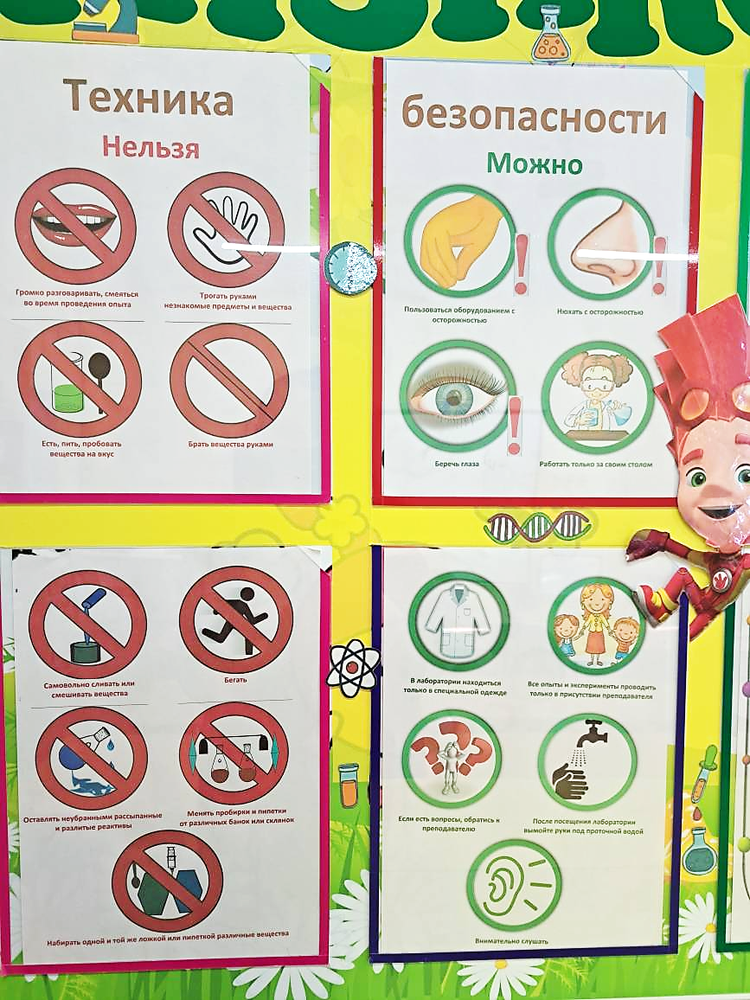 Техника
Нельзя
Громко разговаривать, смеяться
во время проведения опыта
Трогать руками
незнакомые предметы и вещества
Есть, пить, пробовать
вещества на вкус
Брать вещества руками
безопасности
Можно
Пользоваться оборудованием с
осторожностью
Нюхать с осторожностью
Беречь глаза
Работать только за своим столом
Самовольно сливать или
смешивать вещества
Бегать
Оставлять неубранными рассыпанные
и разлитые реактивы
Менять пробирки и пипетки
от различных банок или склянок
Набирать одной и той же ложкой или пипеткой различные вещества
В лаборатории находиться
только в специальной одежде
Все опыты и эксперименты проводить
только в присутствии преподавателя
Если есть вопросы, обратись к
преподавателю
После посещения лаборатории
вымойте руки под проточной водой
Внимательно слушать